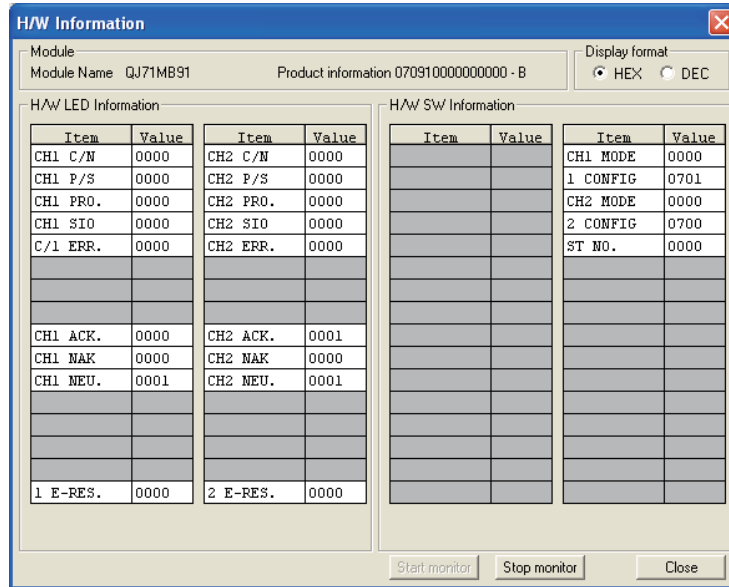 H/W Information
Module
Module Name QJ71MB91 Product information 070910000000000 - B
Display format
HEX DEC
H/W LED Information
Item Value Item Value
CH1 C/N 0000 CH2 C/N 0000
CH1 P/S 0000 CH2 P/S 0000
CH1 PRO. 0000 CH2 PRO. 0000
CH1 SIO 0000 CH2 SIO 0000
C/1 ERR. 0000 CH2 ERR. 0000
CH1 ACK. 0000 CH2 ACK. 0001
CH1 NAK 0000 CH2 NAK 0000
CH1 NEU. 0001 CH2 NEU. 0001
1 E-RES. 0000 2 E-RES. 0000
H/W SW Information
Item Value Item Value
CH1 MODE 0000
1 CONFIG 0701
CH2 MODE 0000
2 CONFIG 0700
ST NO. 0000
Start monitor Stop monitor Close